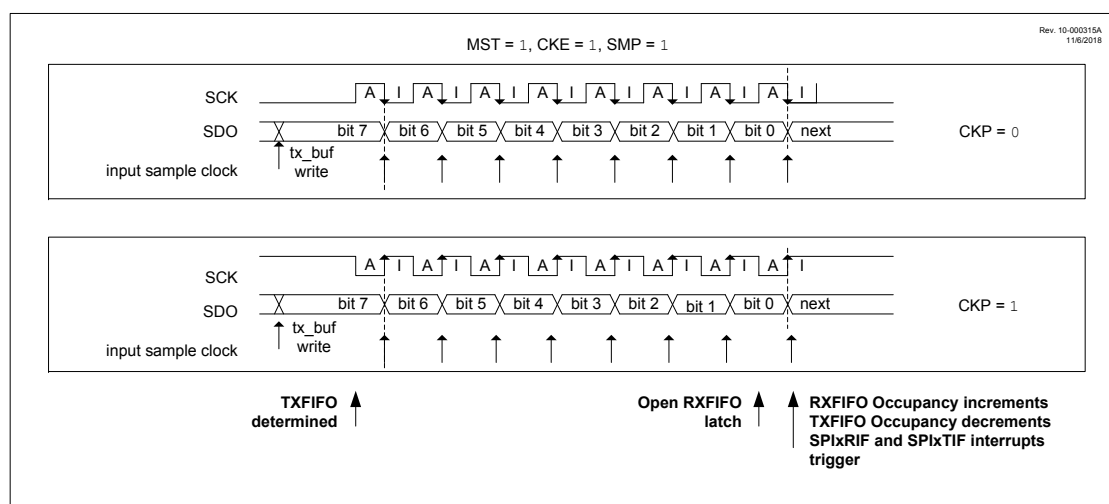 Rev. 10-000315A
11/6/2018
MST = 1, CKE = 1, SMP = 1
SCK A I A I A I A I A I A I A I A I
SDO bit 7 bit 6 bit 5 bit 4 bit 3 bit 2 bit 1 bit 0 next
CKP = 0
tx_buf
write
input sample clock
SCK A I A I A I A I A I A I A I A I
SDO bit 7 bit 6 bit 5 bit 4 bit 3 bit 2 bit 1 bit 0 next
CKP = 1
tx_buf
write
input sample clock
TXFIFO
determined
Open RXFIFO
latch
RXFIFO Occupancy increments
TXFIFO Occupancy decrements
SPIxRIF and SPIxTIF interrupts
trigger